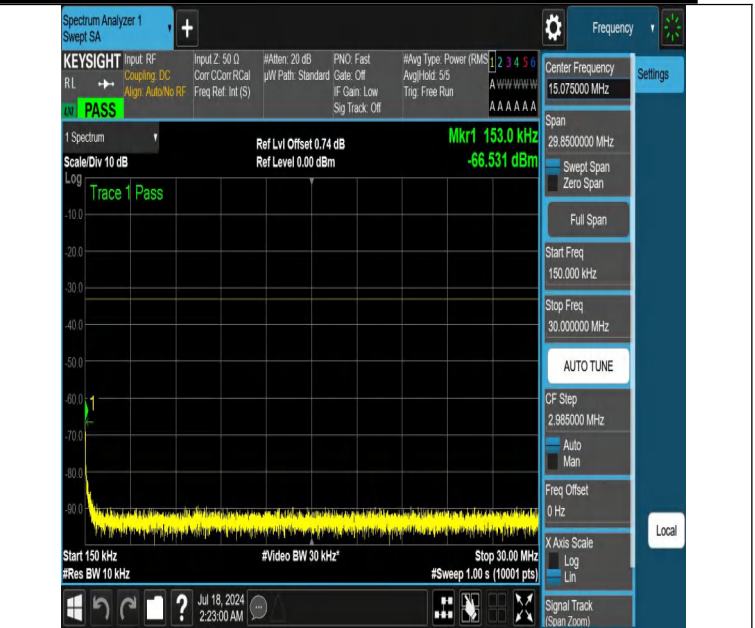 Spectrum Analyzer 1
Swept SA
+
Frequency
KEYSIGHT
RL
PASS
Input: RF
Coupling: DC
Align: Auto/No RF
Input Z: 50 Ω
Corr CCorr RCal
Freq Ref: Int (S)
#Atten: 20 dB
µW Path: Standard
PNO: Fast
Gate: Off
IF Gain: Low
Sig Track: Off
#Avg Type: Power (RMS
Avg|Hold: 5/5
Trig: Free Run
1 2 3 4 5 6
A W W W W W
A A A A A A
Center Frequency
15.075000 MHz
Settings
Span
29.8500000 MHz
Swept Span
Zero Span
Full Span
Start Freq
150.000 kHz
Stop Freq
30.000000 MHz
AUTO TUNE
CF Step
2.985000 MHz
Auto
Man
Freq Offset
0 Hz
X Axis Scale
Log
Lin
Signal Track
(Span Zoom)
Local
1 Spectrum
Scale/Div 10 dB
Ref Lvl Offset 0.74 dB
Ref Level 0.00 dBm
Mkr1 153.0 kHz
-66.531 dBm
Log
Trace 1 Pass
-10.0
-20.0
-30.0
-40.0
-50.0
-60.0
1
-70.0
-80.0
-90.0
Start 150 kHz
#Res BW 10 kHz
#Video BW 30 kHz*
Stop 30.00 MHz
#Sweep 1.00 s (10001 pts)
?
Jul 18, 2024
2:23:00 AM